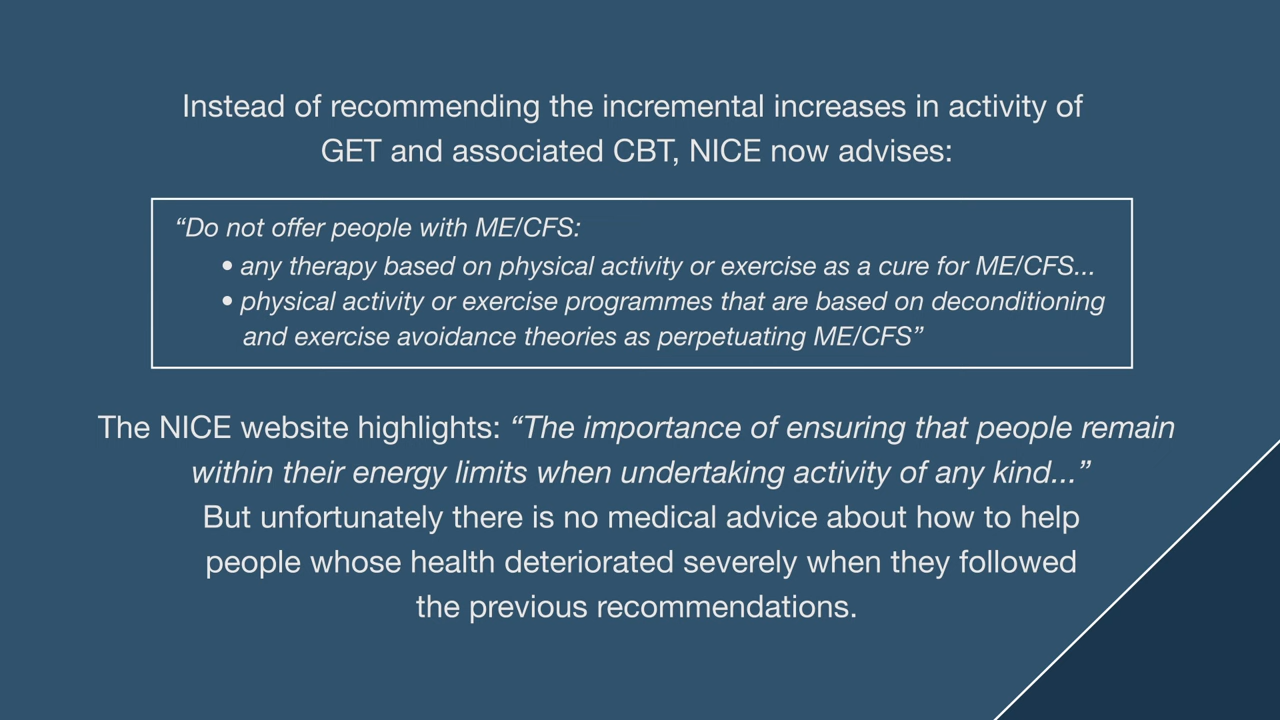 Instead of recommending the incremental increases in activity of
GET and associated CBT, NICE now advises:
“Do not offer people with ME/CFS:
• any therapy based on physical activity or exercise as a cure for ME/CFS...
• physical activity or exercise programmes that are based on deconditioning
and exercise avoidance theories as perpetuating ME/CFS”
The NICE website highlights: “The importance of ensuring that people remain
within their energy limits when undertaking activity of any kind...”
But unfortunately there is no medical advice about how to help
people whose health deteriorated severely when they followed
the previous recommendations.